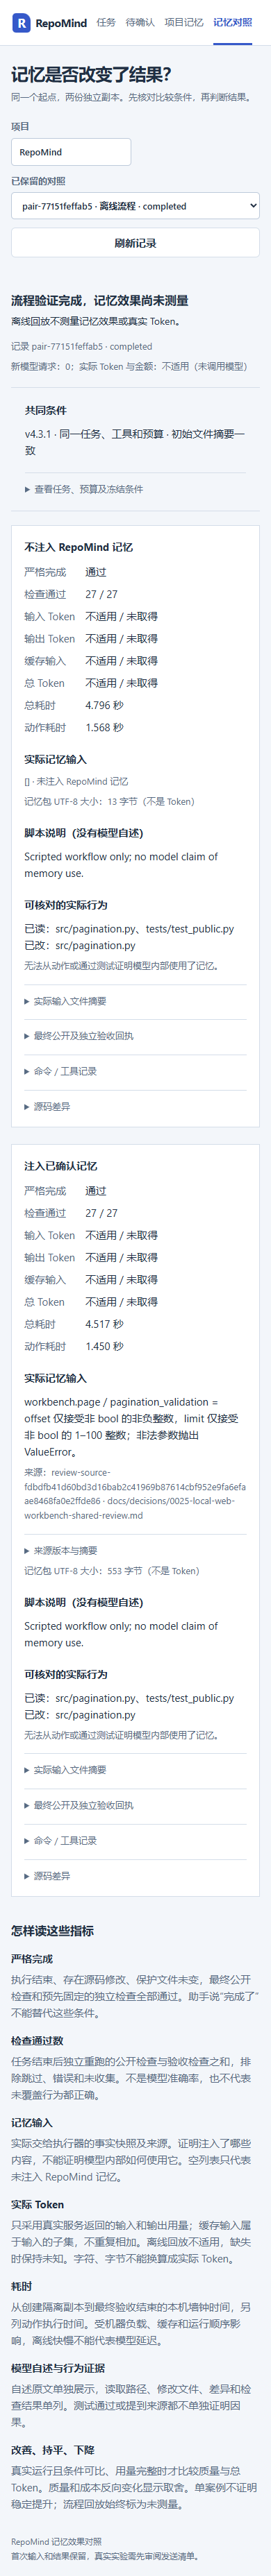 R RepoMind 任务 待确认 项目记忆 记忆对照
记忆是否改变了结果？
同一个起点，两份独立副本。先核对比较条件，再判断结果。
项目
RepoMind
已保留的对照
pair-77151feffab5 · 离线流程 · completed
刷新记录
流程验证完成，记忆效果尚未测量
离线回放不测量记忆效果或真实 Token。
记录 pair-77151feffab5 · completed
新模型请求：0；实际 Token 与金额：不适用（未调用模型）
共同条件
v4.3.1 · 同一任务、工具和预算 · 初始文件摘要一
致
▶ 查看任务、预算及冻结条件
不注入 RepoMind 记忆
严格完成 通过
检查通过 27 / 27
输入 Token 不适用 / 未取得
输出 Token 不适用 / 未取得
缓存输入 不适用 / 未取得
总 Token 不适用 / 未取得
总耗时 4.796 秒
动作耗时 1.568 秒
实际记忆输入
[] · 未注入 RepoMind 记忆
记忆包 UTF-8 大小：13 字节（不是 Token）
脚本说明（没有模型自述）
Scripted workflow only; no model claim of
memory use.
可核对的实际行为
已读：src/pagination.py、tests/test_public.py
已改：src/pagination.py
无法从动作或通过测试证明模型内部使用了记忆。
▶ 实际输入文件摘要
▶ 最终公开及独立验收回执
▶ 命令 / 工具记录
▶ 源码差异
注入已确认记忆
严格完成 通过
检查通过 27 / 27
输入 Token 不适用 / 未取得
输出 Token 不适用 / 未取得
缓存输入 不适用 / 未取得
总 Token 不适用 / 未取得
总耗时 4.517 秒
动作耗时 1.450 秒
实际记忆输入
workbench.page / pagination_validation =
offset 仅接受非 bool 的非负整数，limit 仅接受
非 bool 的 1–100 整数；非法参数抛出
ValueError。
来源：review-source-
fdbdfb41d60bd3d16bab2c41969b87614cbf952e9fa6efa
ae8468fa0e2ffde86 · docs/decisions/0025-local-web-
workbench-shared-review.md
▶ 来源版本与摘要
记忆包 UTF-8 大小：553 字节（不是 Token）
脚本说明（没有模型自述）
Scripted workflow only; no model claim of
memory use.
可核对的实际行为
已读：src/pagination.py、tests/test_public.py
已改：src/pagination.py
无法从动作或通过测试证明模型内部使用了记忆。
▶ 实际输入文件摘要
▶ 最终公开及独立验收回执
▶ 命令 / 工具记录
▶ 源码差异
怎样读这些指标
严格完成
执行结束、存在源码修改、保护文件未变，最终公开
检查和预先固定的独立检查全部通过。助手说“完成了”
不能替代这些条件。
检查通过数
任务结束后独立重跑的公开检查与验收检查之和，排
除跳过、错误和未收集。不是模型准确率，也不代表
未覆盖行为都正确。
记忆输入
实际交给执行器的事实快照及来源。证明注入了哪些
内容，不能证明模型内部如何使用它。空列表只代表
未注入 RepoMind 记忆。
实际 Token
只采用真实服务返回的输入和输出用量；缓存输入属
于输入的子集，不重复相加。离线回放不适用，缺失
时保持未知。字符、字节不能换算成实际 Token。
耗时
从创建隔离副本到最终验收结束的本机墙钟时间，另
列动作执行时间。受机器负载、缓存和运行顺序影
响，离线快慢不能代表模型延迟。
模型自述与行为证据
自述原文单独展示，读取路径、修改文件、差异和检
查结果单列。测试通过或提到来源都不单独证明因
果。
改善、持平、下降
真实运行且条件可比、用量完整时才比较质量与总
Token。质量和成本反向变化显示取舍。单案例不证明
稳定提升；流程回放始终标为未测量。
RepoMind 记忆效果对照
首次输入和结果保留，真实实验需先审阅发送清单。